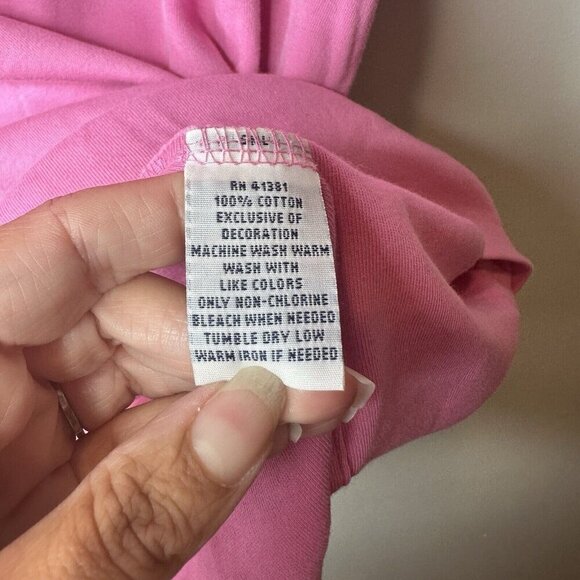 RN 41381
100% COTTON
EXCLUSIVE OF
DECORATION
MACHINE WASH WARM
WASH WITH
LIKE COLORS
ONLY NON-CHLORINE
BLEACH WHEN NEEDED
TUMBLE DRY LOW
WARM IRON IF NEEDED